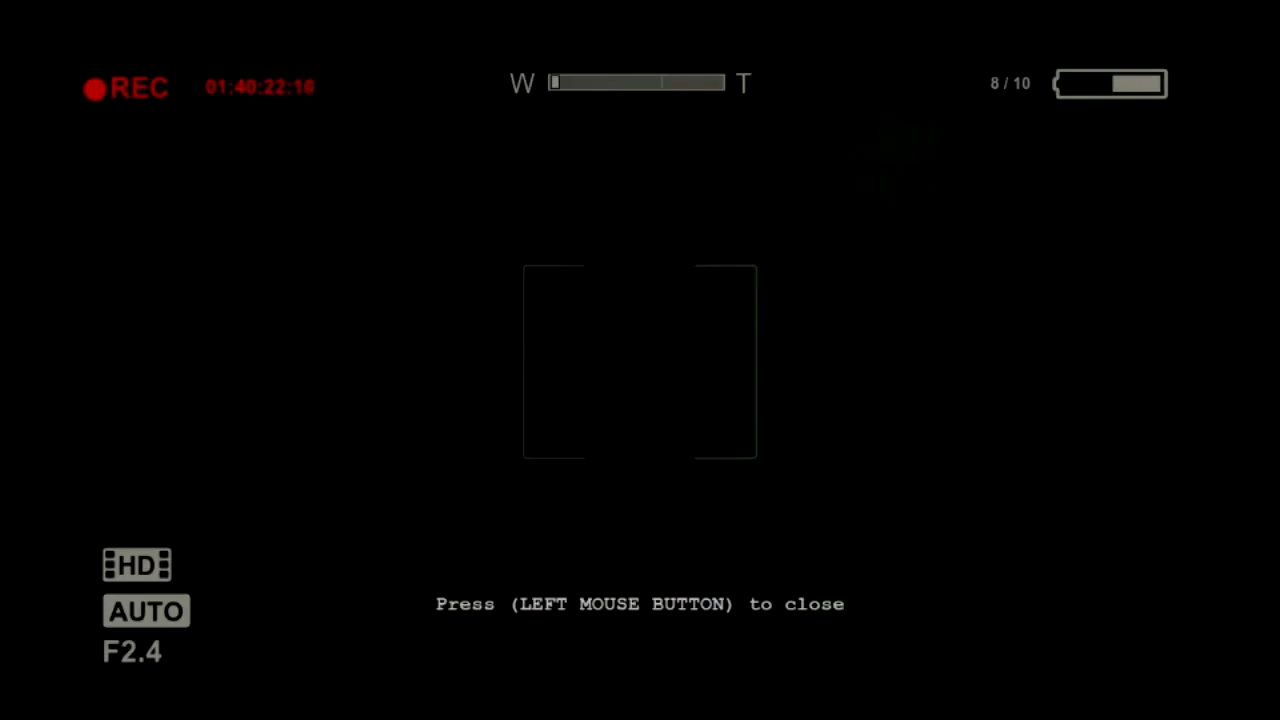 REC 01:40:22:16 W T 8 / 10
HD
AUTO
Press (LEFT MOUSE BUTTON) to close
F2.4